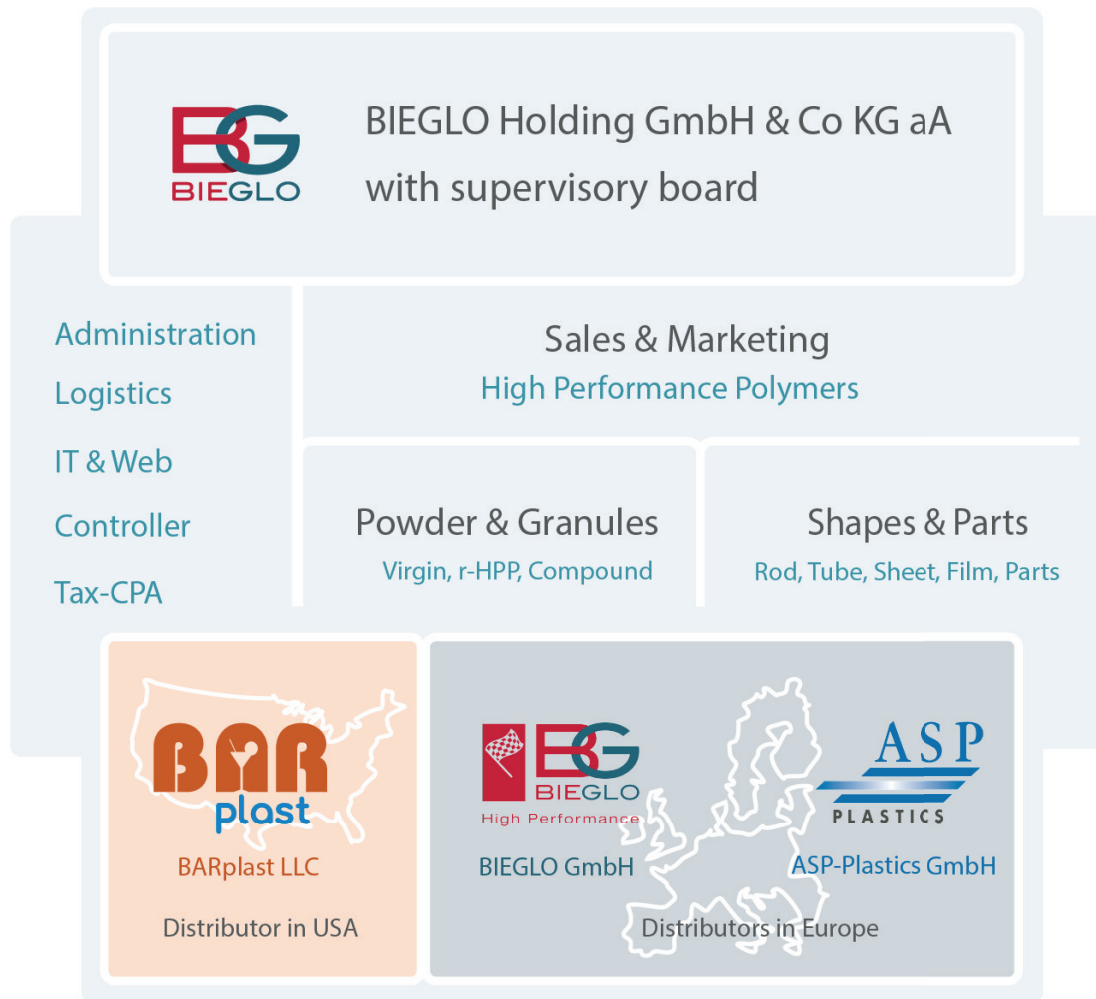 BG
BIEGLO
BIEGLO Holding GmbH & Co KG aA
with supervisory board
Administration
Logistics
IT & Web
Controller
Tax-CPA
Sales & Marketing
High Performance Polymers
Powder & Granules
Virgin, r-HPP, Compound
Shapes & Parts
Rod, Tube, Sheet, Film, Parts
BAR
plast
BARplast LLC
Distributor in USA
BG
BIEGLO
High Performance
BIEGLO GmbH
ASP
PLASTICS
ASP-Plastics GmbH
Distributors in Europe